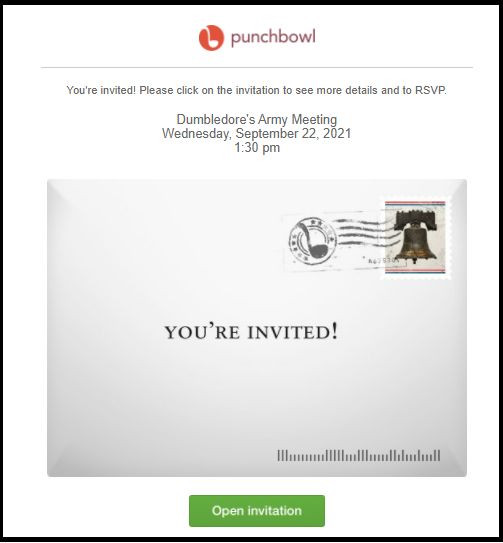 punchbowl
You're invited! Please click on the invitation to see more details and to RSVP.
Dumbledore's Army Meeting
Wednesday, September 22, 2021
1:30 pm
YOU'RE INVITED!
Open invitation